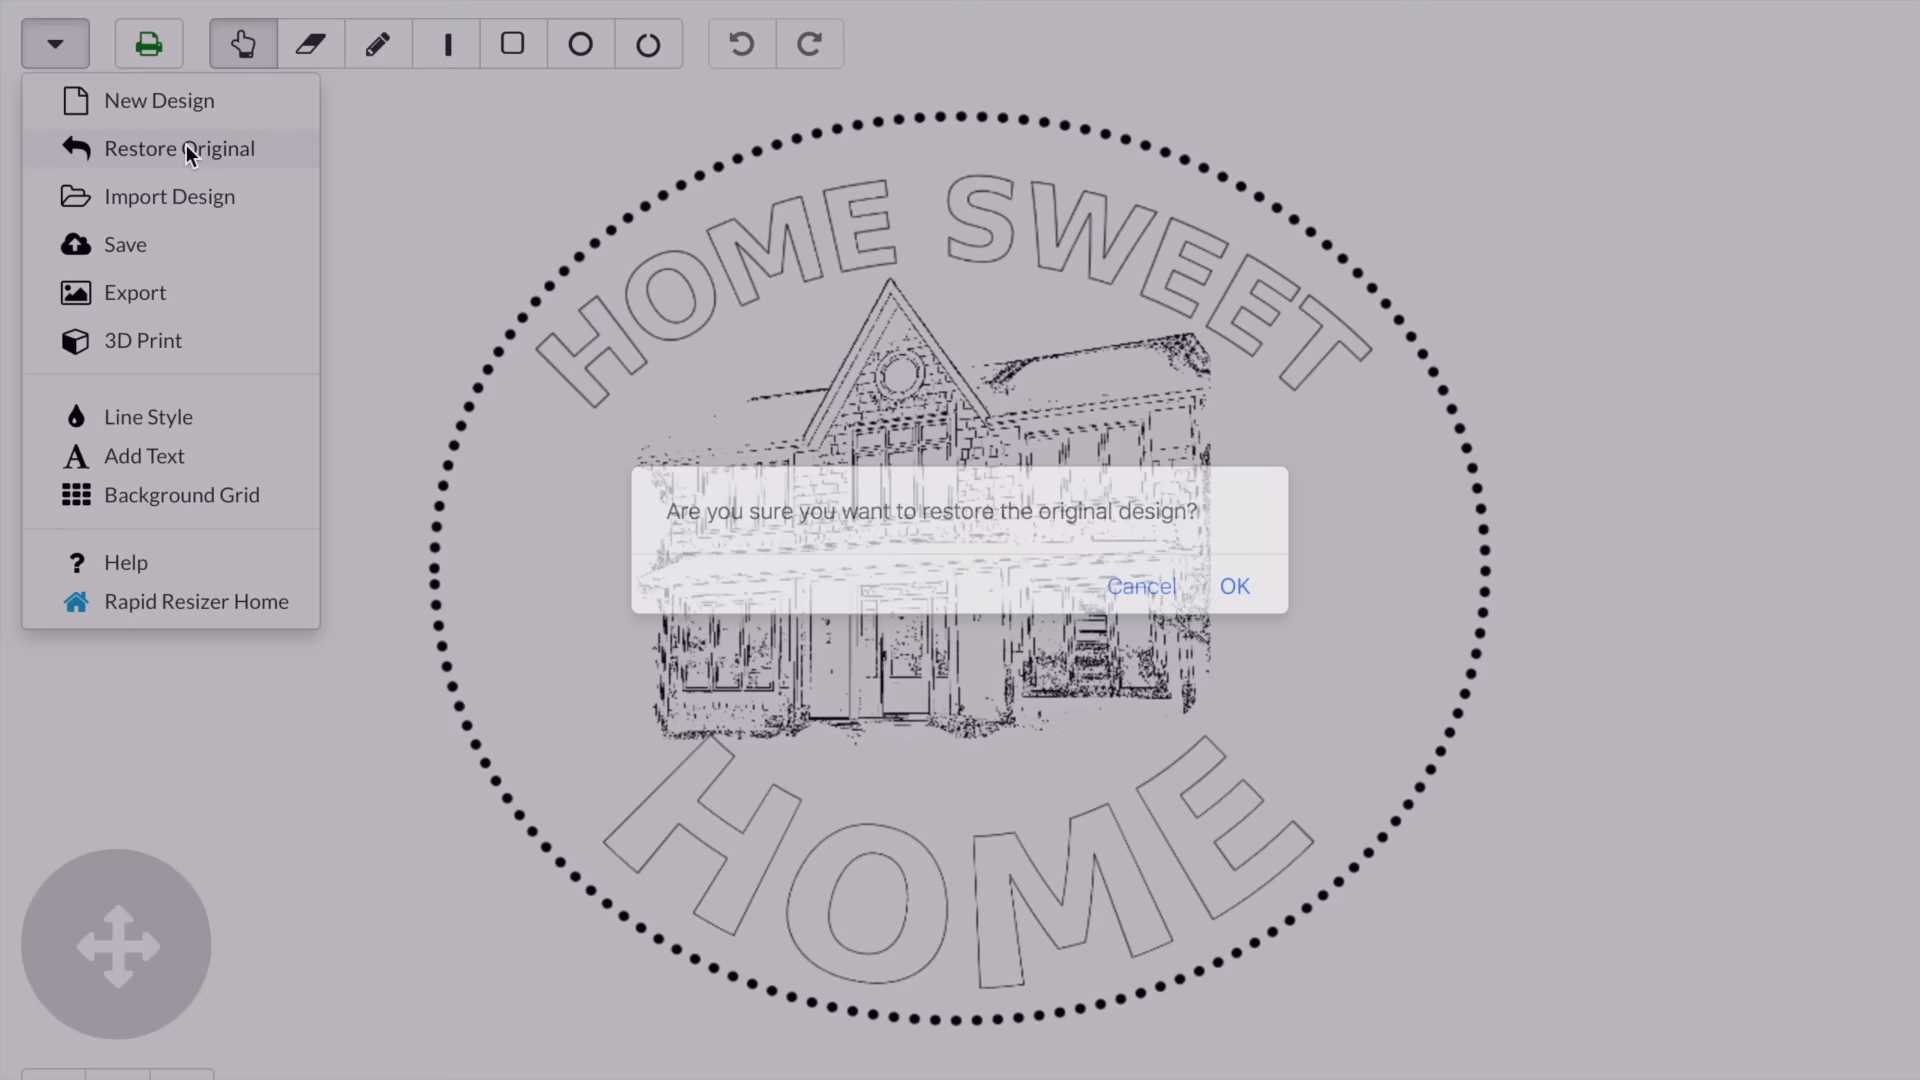 New Design
Restore Original
Import Design
Save
Export
3D Print
Line Style
Add Text
Background Grid
Help
Rapid Resizer Home
HOME SWEET
Are you sure you want to restore the original design?
Cancel OK
HOME